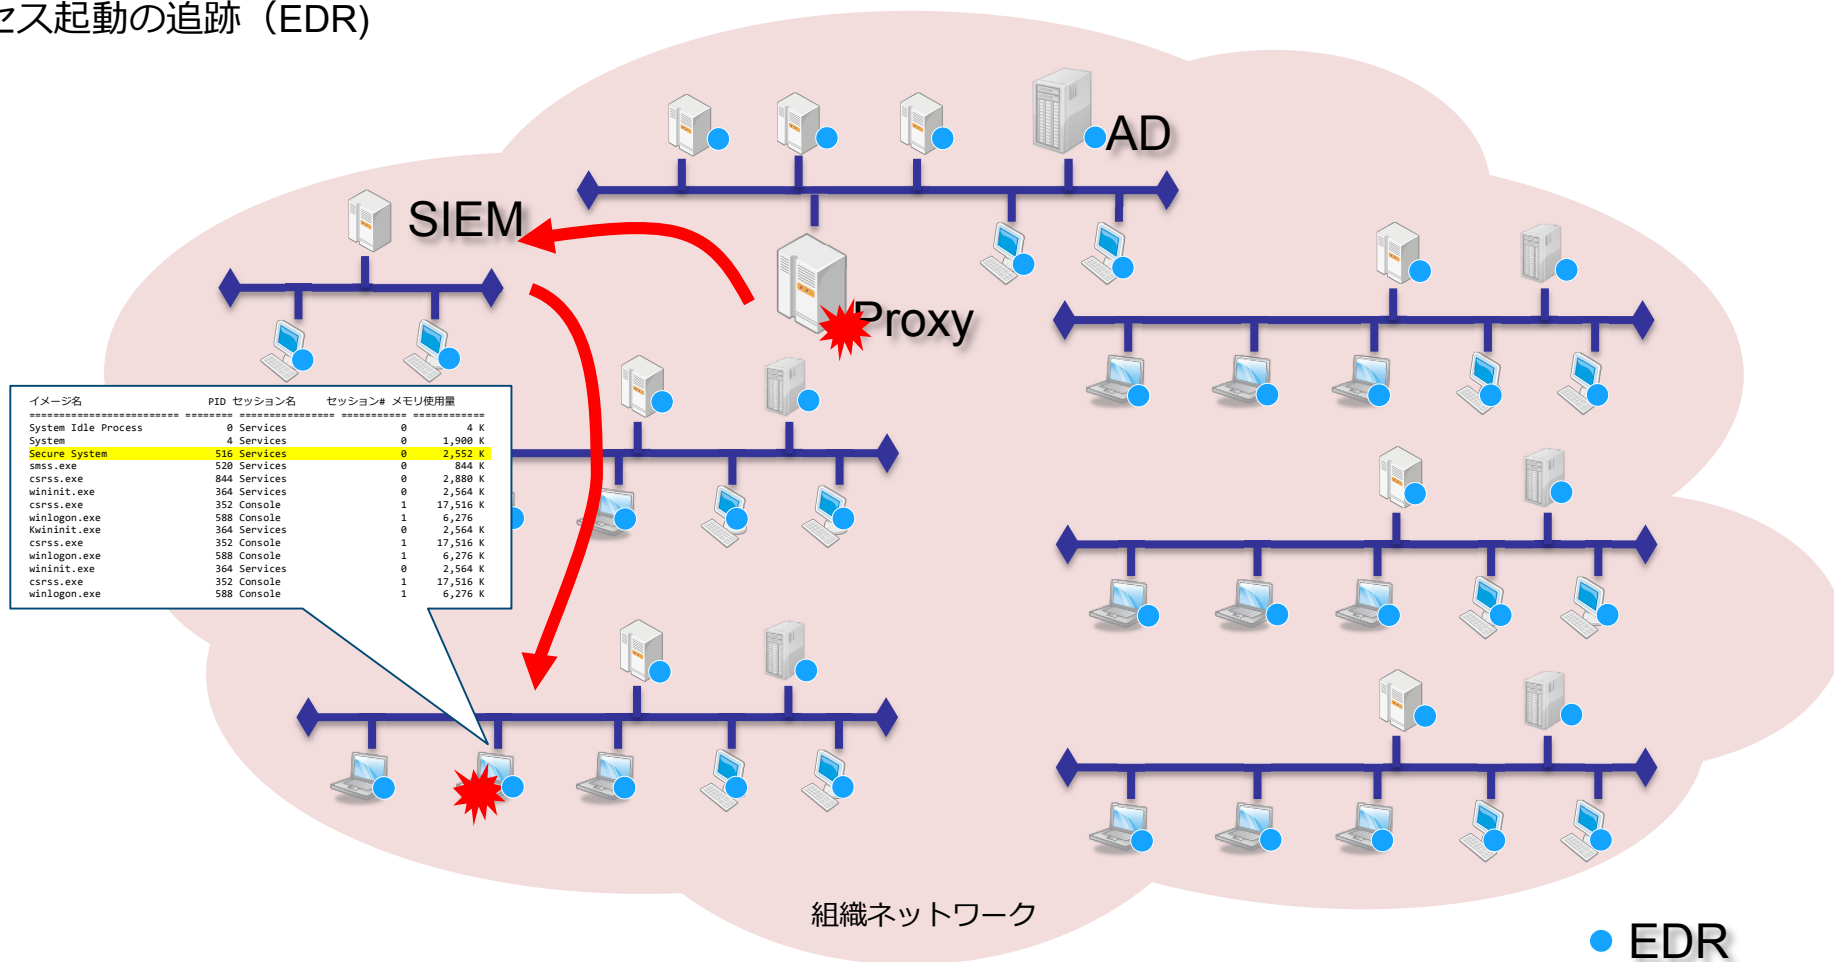 セス起動の追跡（EDR)
AD
SIEM
Proxy
イメージ名 PID セッション名 セッション# メモリ使用量
========================= ======== ================ =========== ============
System Idle Process 0 Services 0 4 K
System 4 Services 0 1,900 K
Secure System 516 Services 0 2,552 K
smss.exe 520 Services 0 844 K
csrss.exe 844 Services 0 2,880 K
wininit.exe 364 Services 0 2,564 K
csrss.exe 352 Console 1 17,516 K
winlogon.exe 588 Console 1 6,276
Kwininit.exe 364 Services 0 2,564 K
csrss.exe 352 Console 1 17,516 K
winlogon.exe 588 Console 1 6,276 K
wininit.exe 364 Services 0 2,564 K
csrss.exe 352 Console 1 17,516 K
winlogon.exe 588 Console 1 6,276 K
組織ネットワーク
EDR